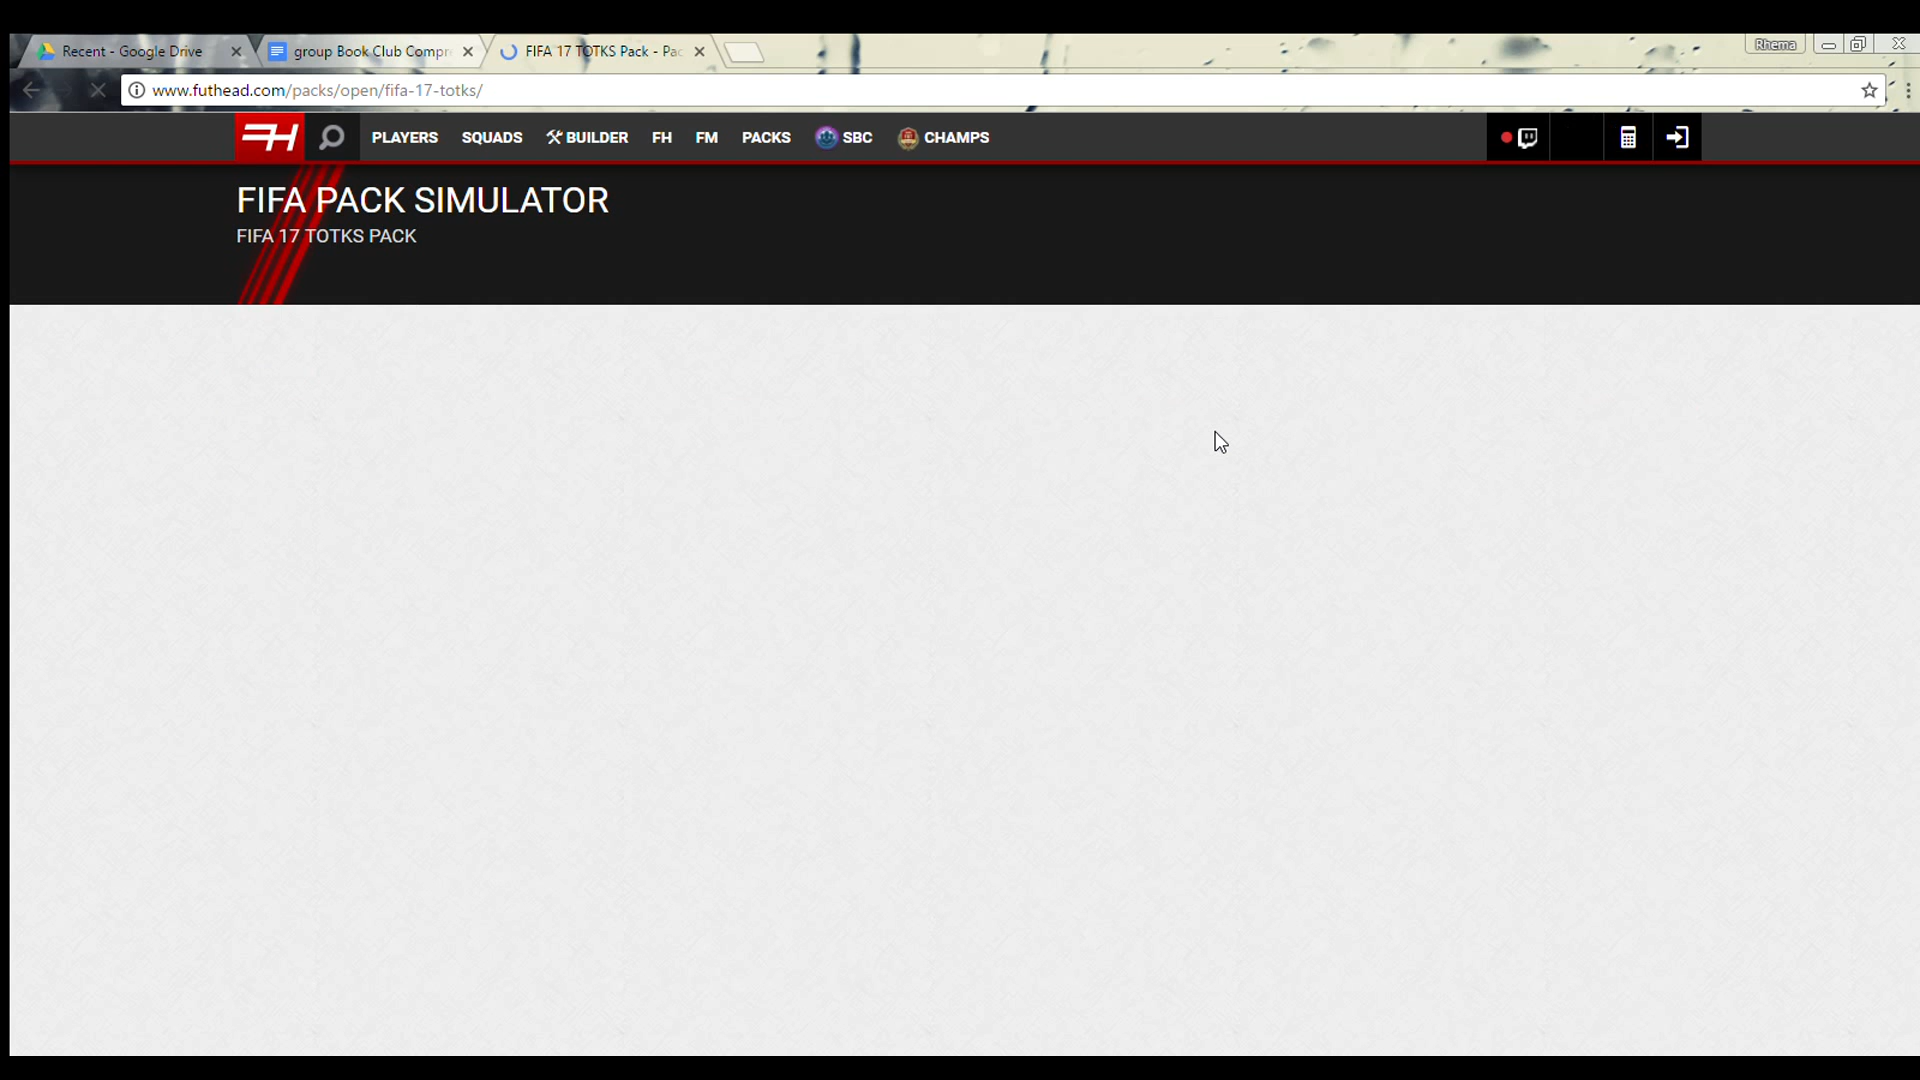 Recent - Google Drive
group Book Club Compr
FIFA 17 TOTKS Pack - Pac
Rhema
www.futhead.com/packs/open/fifa-17-totks/
FH PLAYERS SQUADS BUILDER FH FM PACKS SBC CHAMPS
FIFA PACK SIMULATOR
FIFA 17 TOTKS PACK